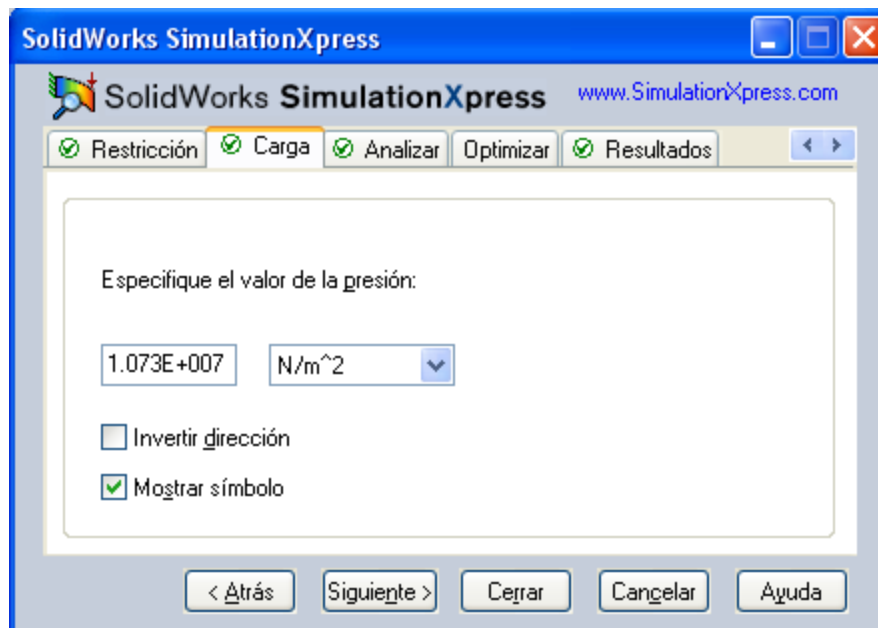 SolidWorks SimulationXpress
SolidWorks SimulationXpress www.SimulationXpress.com
Restricción Carga Analizar Optimizar Resultados
Especifique el valor de la presión:
1.073E+007 N/m^2
Invertir dirección
Mostrar símbolo
< Atrás Siguiente > Cerrar Cancelar Ayuda